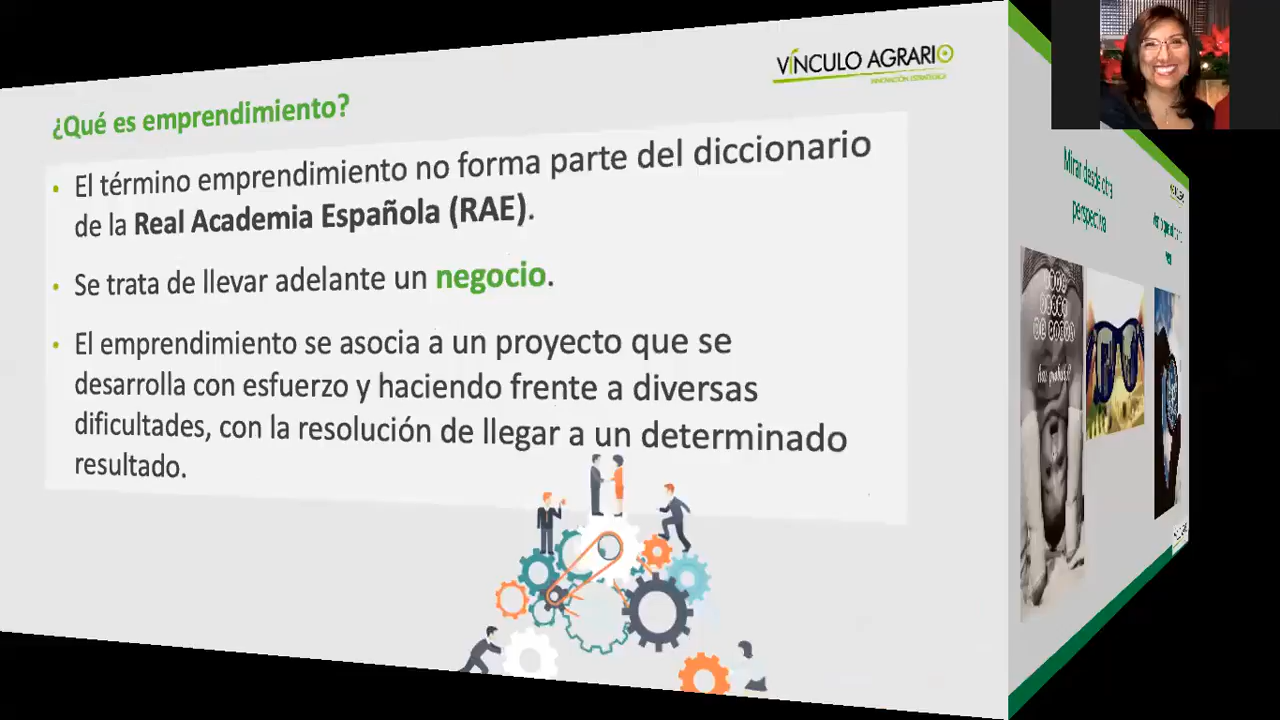 VÍNCULO AGRARIO
INNOVACIÓN ESTRATÉGICA
¿Qué es emprendimiento?
El término emprendimiento no forma parte del diccionario
de la Real Academia Española (RAE).
Se trata de llevar adelante un negocio.
El emprendimiento se asocia a un proyecto que se
desarrolla con esfuerzo y haciendo frente a diversas
dificultades, con la resolución de llegar a un determinado
resultado.
Mirar desde otra
perspectiva